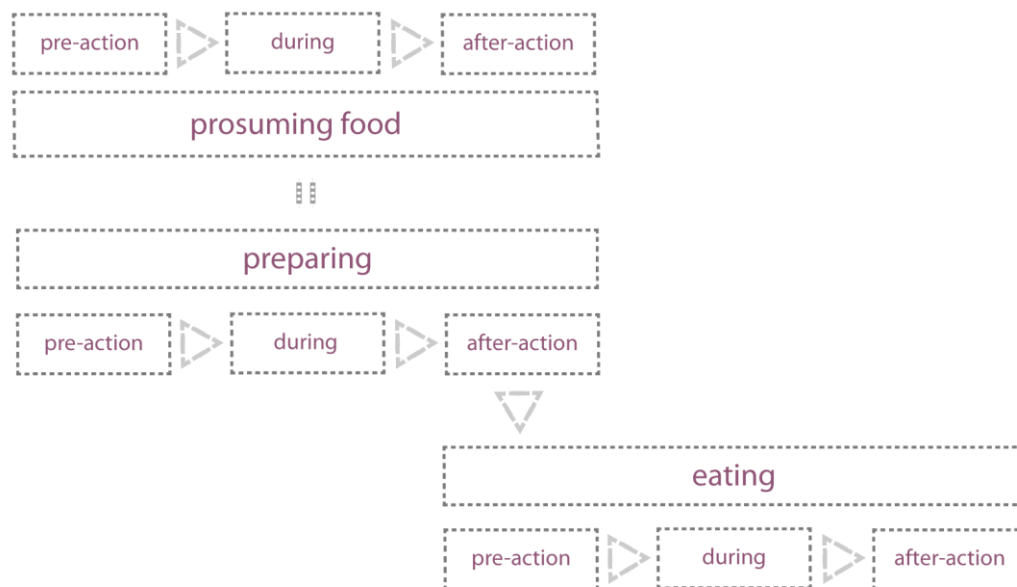 pre-action during after-action
prosuming food
preparing
pre-action during after-action
eating
pre-action during after-action